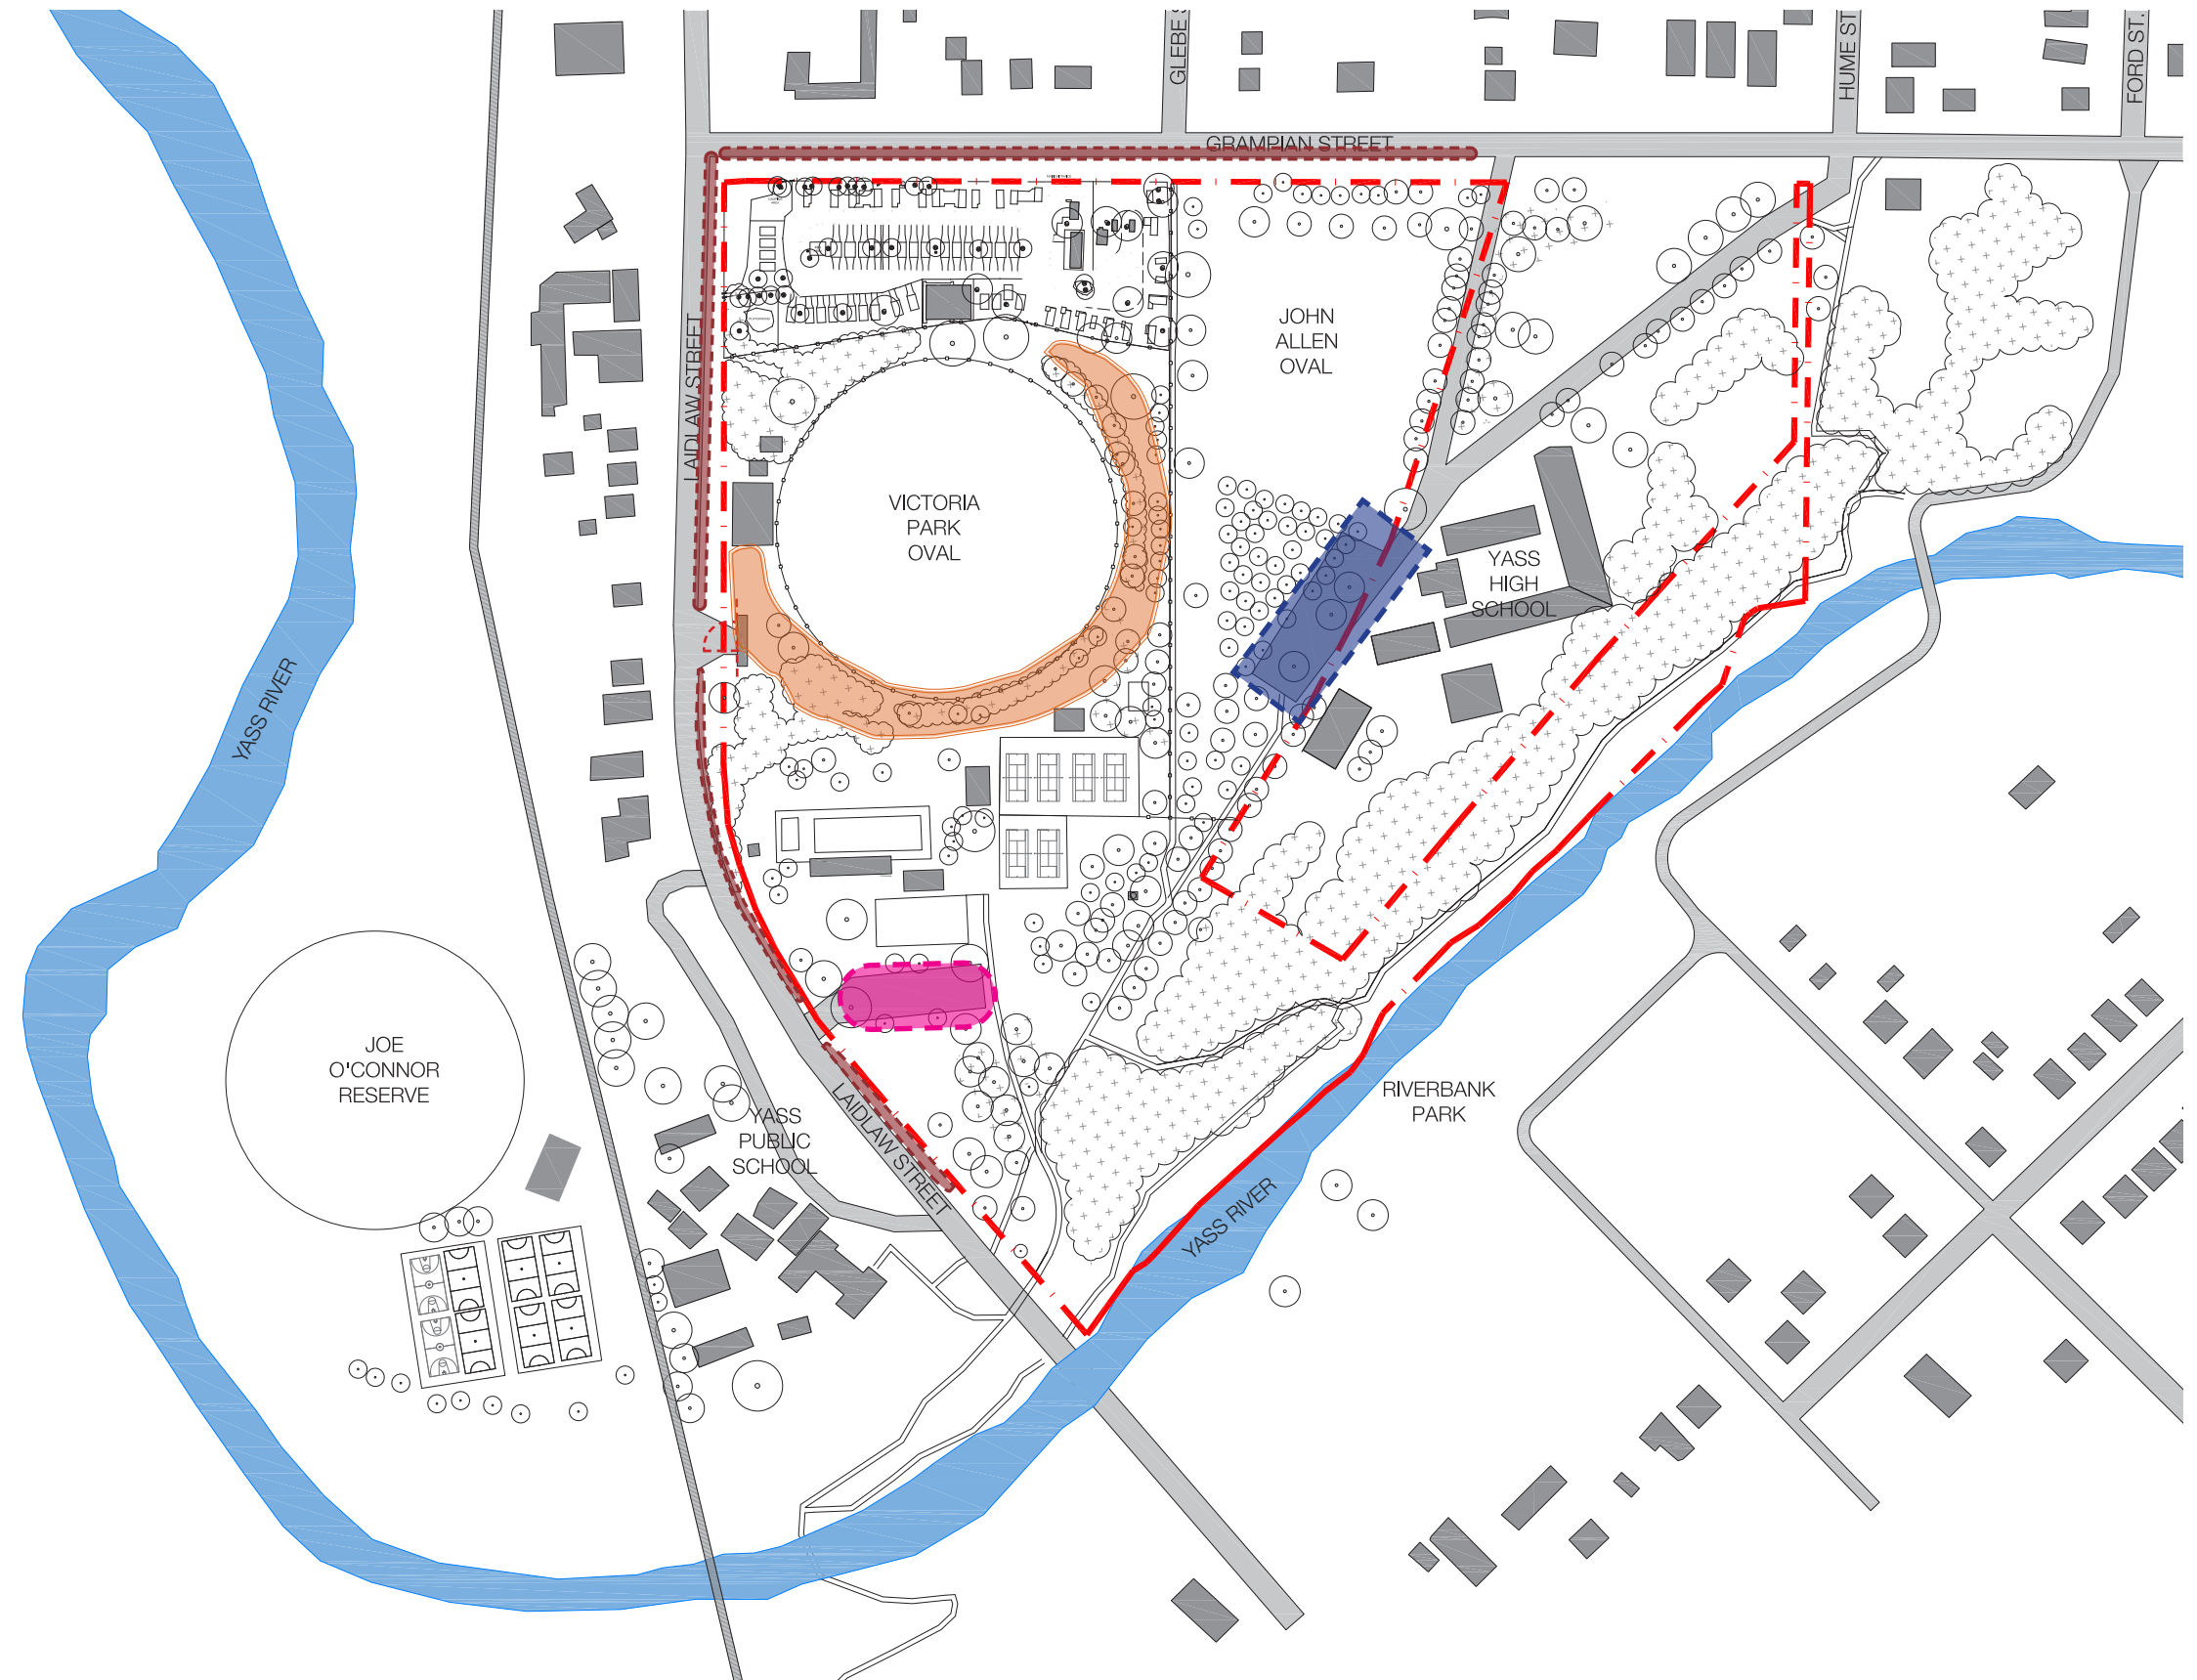 GLEBE S
HUME ST
FORD ST.
GRAMPIAN STREET
LAIDLAW STREET
JOHN
ALLEN
OVAL
VICTORIA
PARK
OVAL
YASS
HIGH
SCHOOL
YASS RIVER
JOE
O'CONNOR
RESERVE
YASS
PUBLIC
SCHOOL
LAIDLAW STREET
RIVERBANK
PARK
YASS RIVER